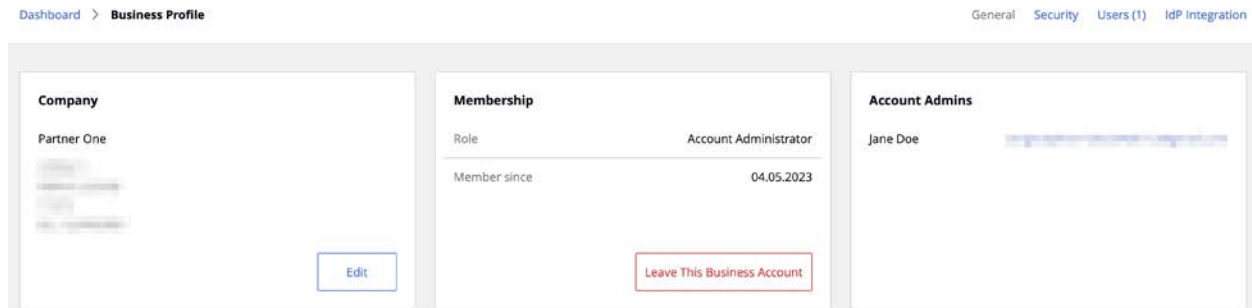 Dashboard > Business Profile
General Security Users (1) IdP Integration
Company
Partner One
Edit
Membership
Role Account Administrator
Member since 04.05.2023
Leave This Business Account
Account Admins
Jane Doe